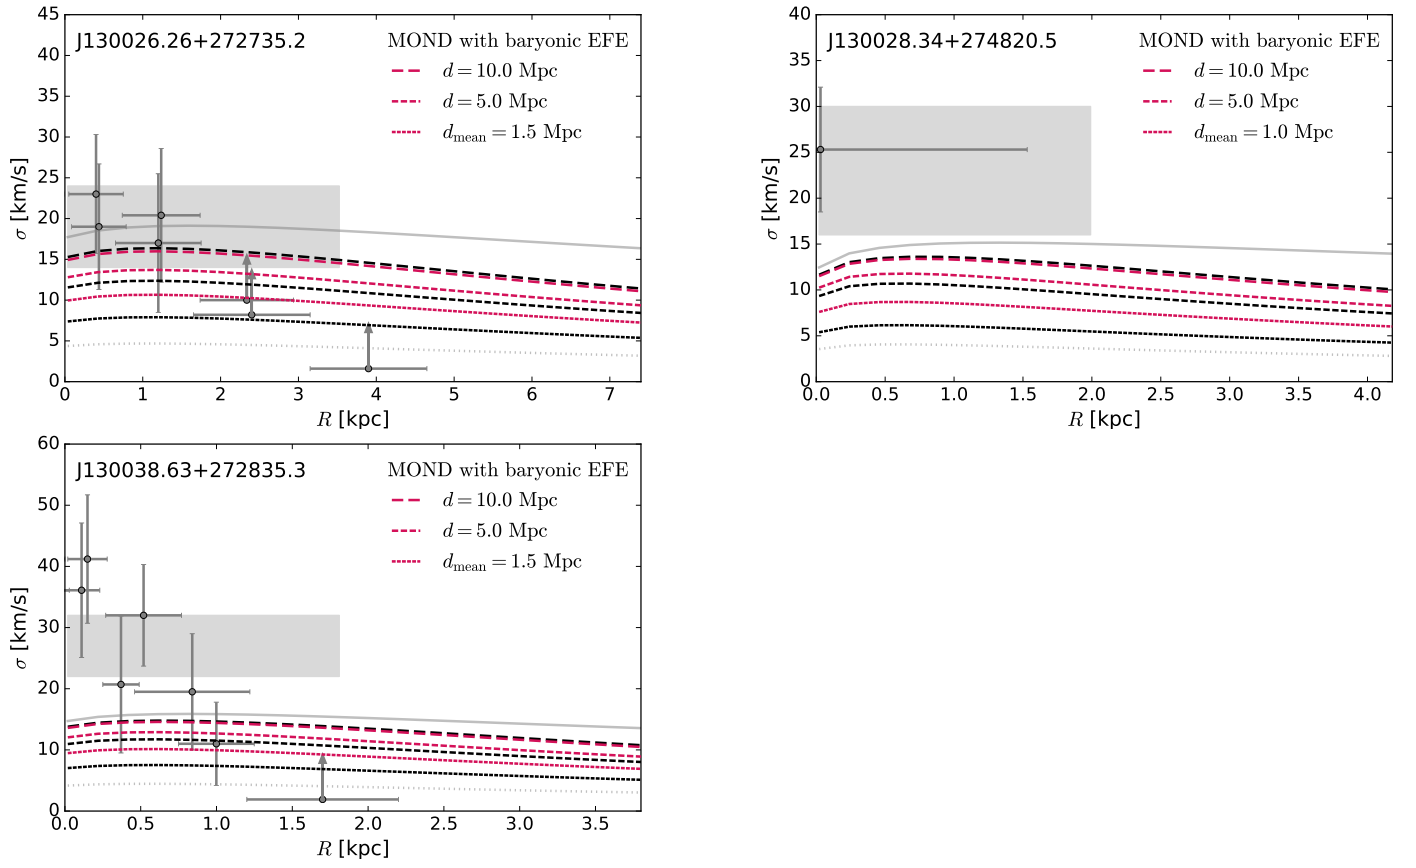 45
40
35
30
25
20
15
10
5
0
σ [km/s]
J130026.26+272735.2
MOND with baryonic EFE
d = 10.0 Mpc
d = 5.0 Mpc
dmean = 1.5 Mpc
0 1 2 3 4 5 6 7
R [kpc]
40
35
30
25
20
15
10
5
0
σ [km/s]
J130028.34+274820.5
MOND with baryonic EFE
d = 10.0 Mpc
d = 5.0 Mpc
dmean = 1.0 Mpc
0.0 0.5 1.0 1.5 2.0 2.5 3.0 3.5 4.0
R [kpc]
60
50
40
30
20
10
0
σ [km/s]
J130038.63+272835.3
MOND with baryonic EFE
d = 10.0 Mpc
d = 5.0 Mpc
dmean = 1.5 Mpc
0.0 0.5 1.0 1.5 2.0 2.5 3.0 3.5
R [kpc]